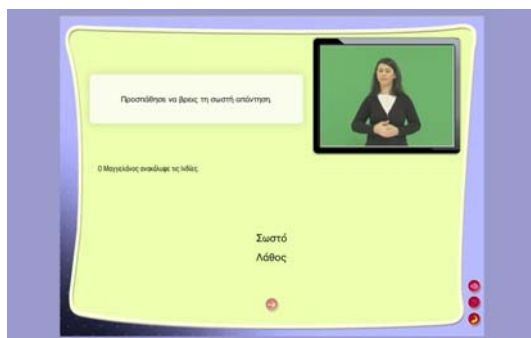 Προσπάθησε να βρεις τη σωστή απάντηση.
Ο Μαγγελάνος ανακάλυψε τις Ινδίες.
Σωστό
Λάθος